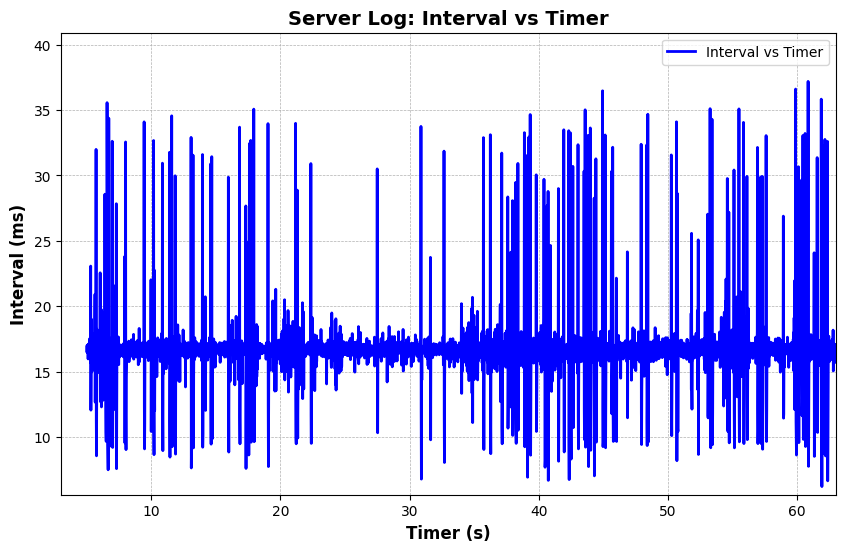 Server Log: Interval vs Timer
Interval vs Timer
40
35
30
25
20
15
10
Interval (ms)
10 20 30 40 50 60
Timer (s)